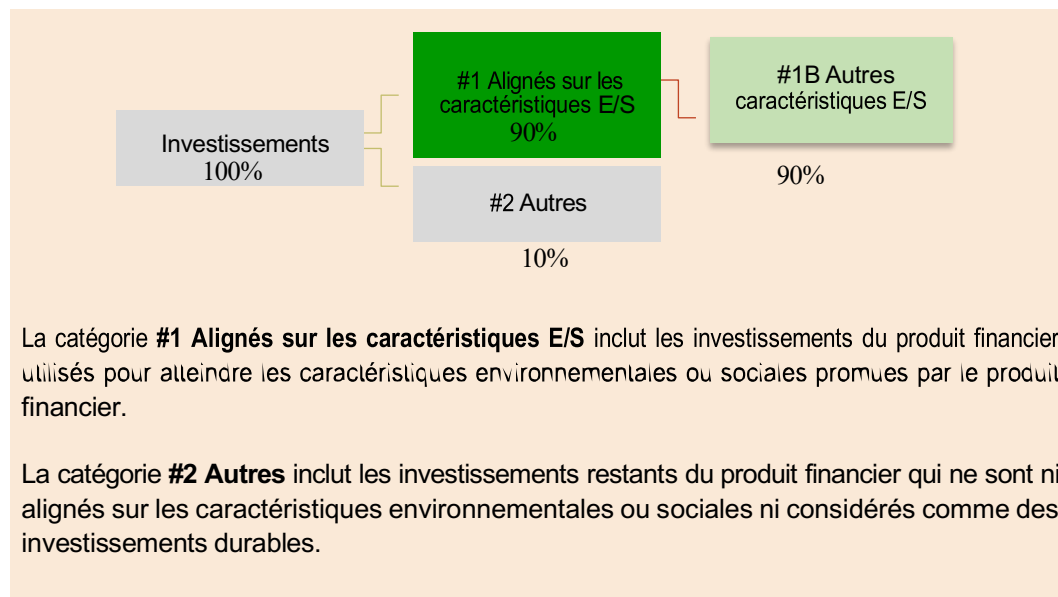 #1 Alignés sur les
caractéristiques E/S
90%
#1B Autres
caractéristiques E/S
90%
Investissements
100%
#2 Autres
10%
La catégorie #1 Alignés sur les caractéristiques E/S inclut les investissements du produit financier
utilisés pour atteindre les caractéristiques environnementales ou sociales promues par le produit
financier.
La catégorie #2 Autres inclut les investissements restants du produit financier qui ne sont ni
alignés sur les caractéristiques environnementales ou sociales ni considérés comme des
investissements durables.